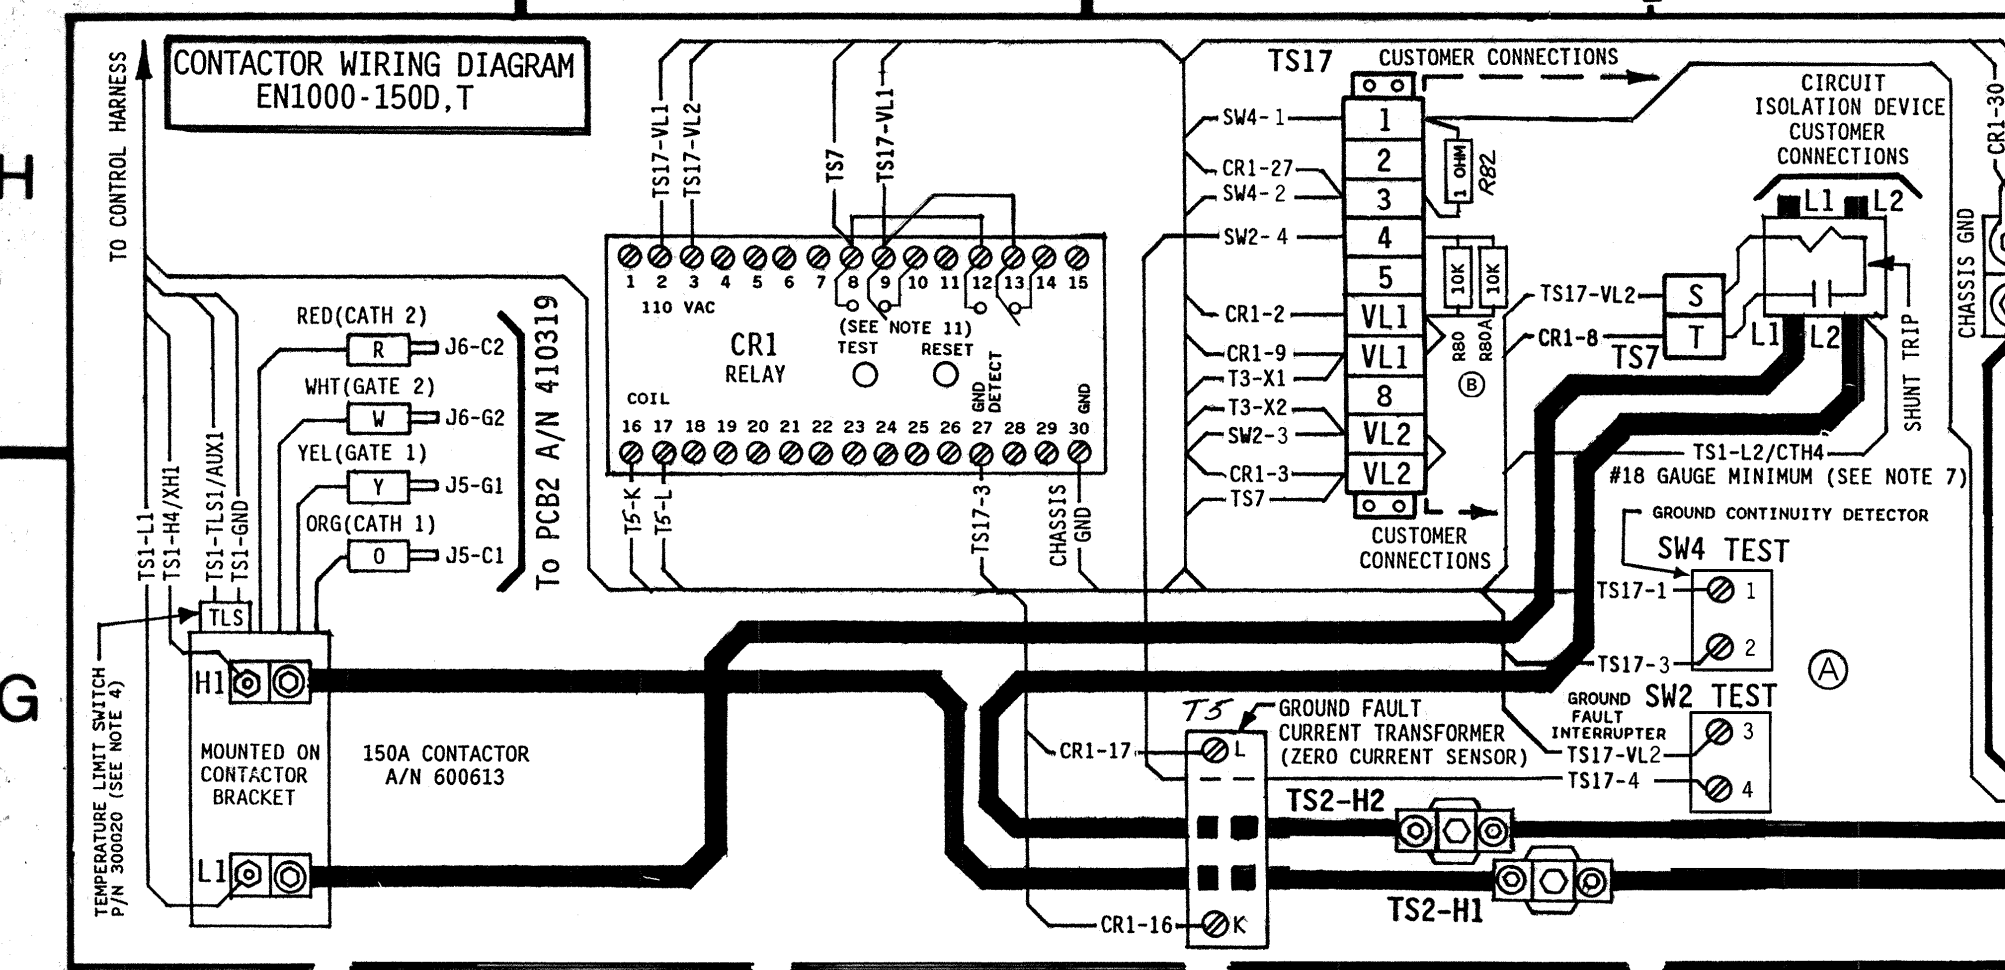 CONTACTOR WIRING DIAGRAM
EN1000-150D,T
TO CONTROL HARNESS
H
G
RED(CATH 2)
R
J6-C2
WHT(GATE 2)
W
J6-G2
YEL(GATE 1)
Y
J5-G1
ORG(CATH 1)
O
J5-C1
To PCB2 A/N 410319
TS1-L1
TS1-H4/XH1
TS1-TLS1/AUX1
TS1-GND
TLS
TEMPERATURE LIMIT SWITCH
P/N 300020 (SEE NOTE 4)
H1
MOUNTED ON
CONTACTOR
BRACKET
L1
150A CONTACTOR
A/N 600613
TS17-VL1
TS17-VL2
TS7
TS17-VL1
1 2 3 4 5 6 7 8 9 10 11 12 13 14 15
110 VAC
(SEE NOTE 11)
CR1
RELAY
TEST
RESET
COIL
GND
DETECT
GND
16 17 18 19 20 21 22 23 24 25 26 27 28 29 30
T5-K
T5-L
TS17-3
CHASSIS
GND
TS17
CUSTOMER CONNECTIONS
SW4-1
CR1-27
SW4-2
SW2-4
CR1-2
CR1-9
T3-X1
T3-X2
SW2-3
CR1-3
TS7
1
2
3
4
5
VL1
VL1
8
VL2
VL2
1 OHM
R82
10K
10K
R80
R80A
B
CUSTOMER
CONNECTIONS
CIRCUIT
ISOLATION DEVICE
CUSTOMER
CONNECTIONS
L1
L2
TS17-VL2
S
CR1-8
T
TS7
L1
L2
SHUNT TRIP
CHASSIS GND
CR1-30
TS1-L2/CTH4
#18 GAUGE MINIMUM (SEE NOTE 7)
GROUND CONTINUITY DETECTOR
SW4 TEST
TS17-1
1
TS17-3
2
A
GROUND
FAULT
INTERRUPTER
SW2 TEST
3
TS17-VL2
TS17-4
4
T5
GROUND FAULT
CURRENT TRANSFORMER
(ZERO CURRENT SENSOR)
CR1-17
L
TS2-H2
TS2-H1
CR1-16
K